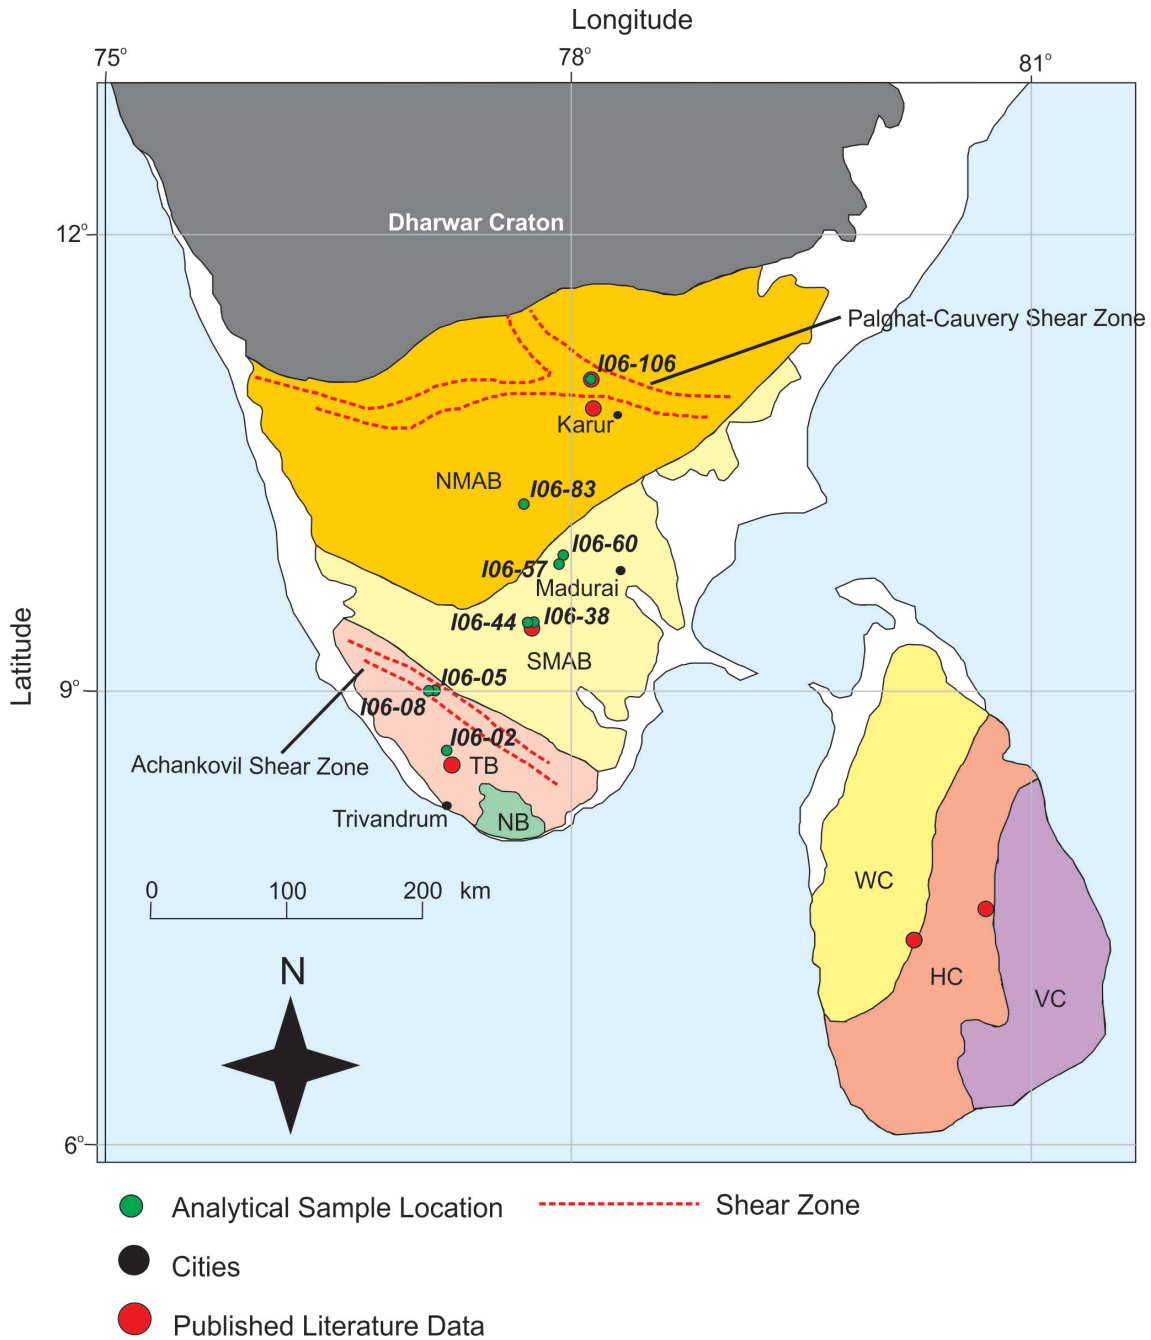 Longitude
75° 78° 81°
Dharwar Craton
12°
Palghat-Cauvery Shear Zone
I06-106
Karur
NMAB
I06-83
I06-60
I06-57
Madurai
I06-44 I06-38
Latitude
SMAB
9°
I06-05
I06-08
I06-02
Achankovil Shear Zone
TB
Trivandrum
NB
WC
0 100 200 km
HC
VC
N
6°
Analytical Sample Location
Shear Zone
Cities
Published Literature Data